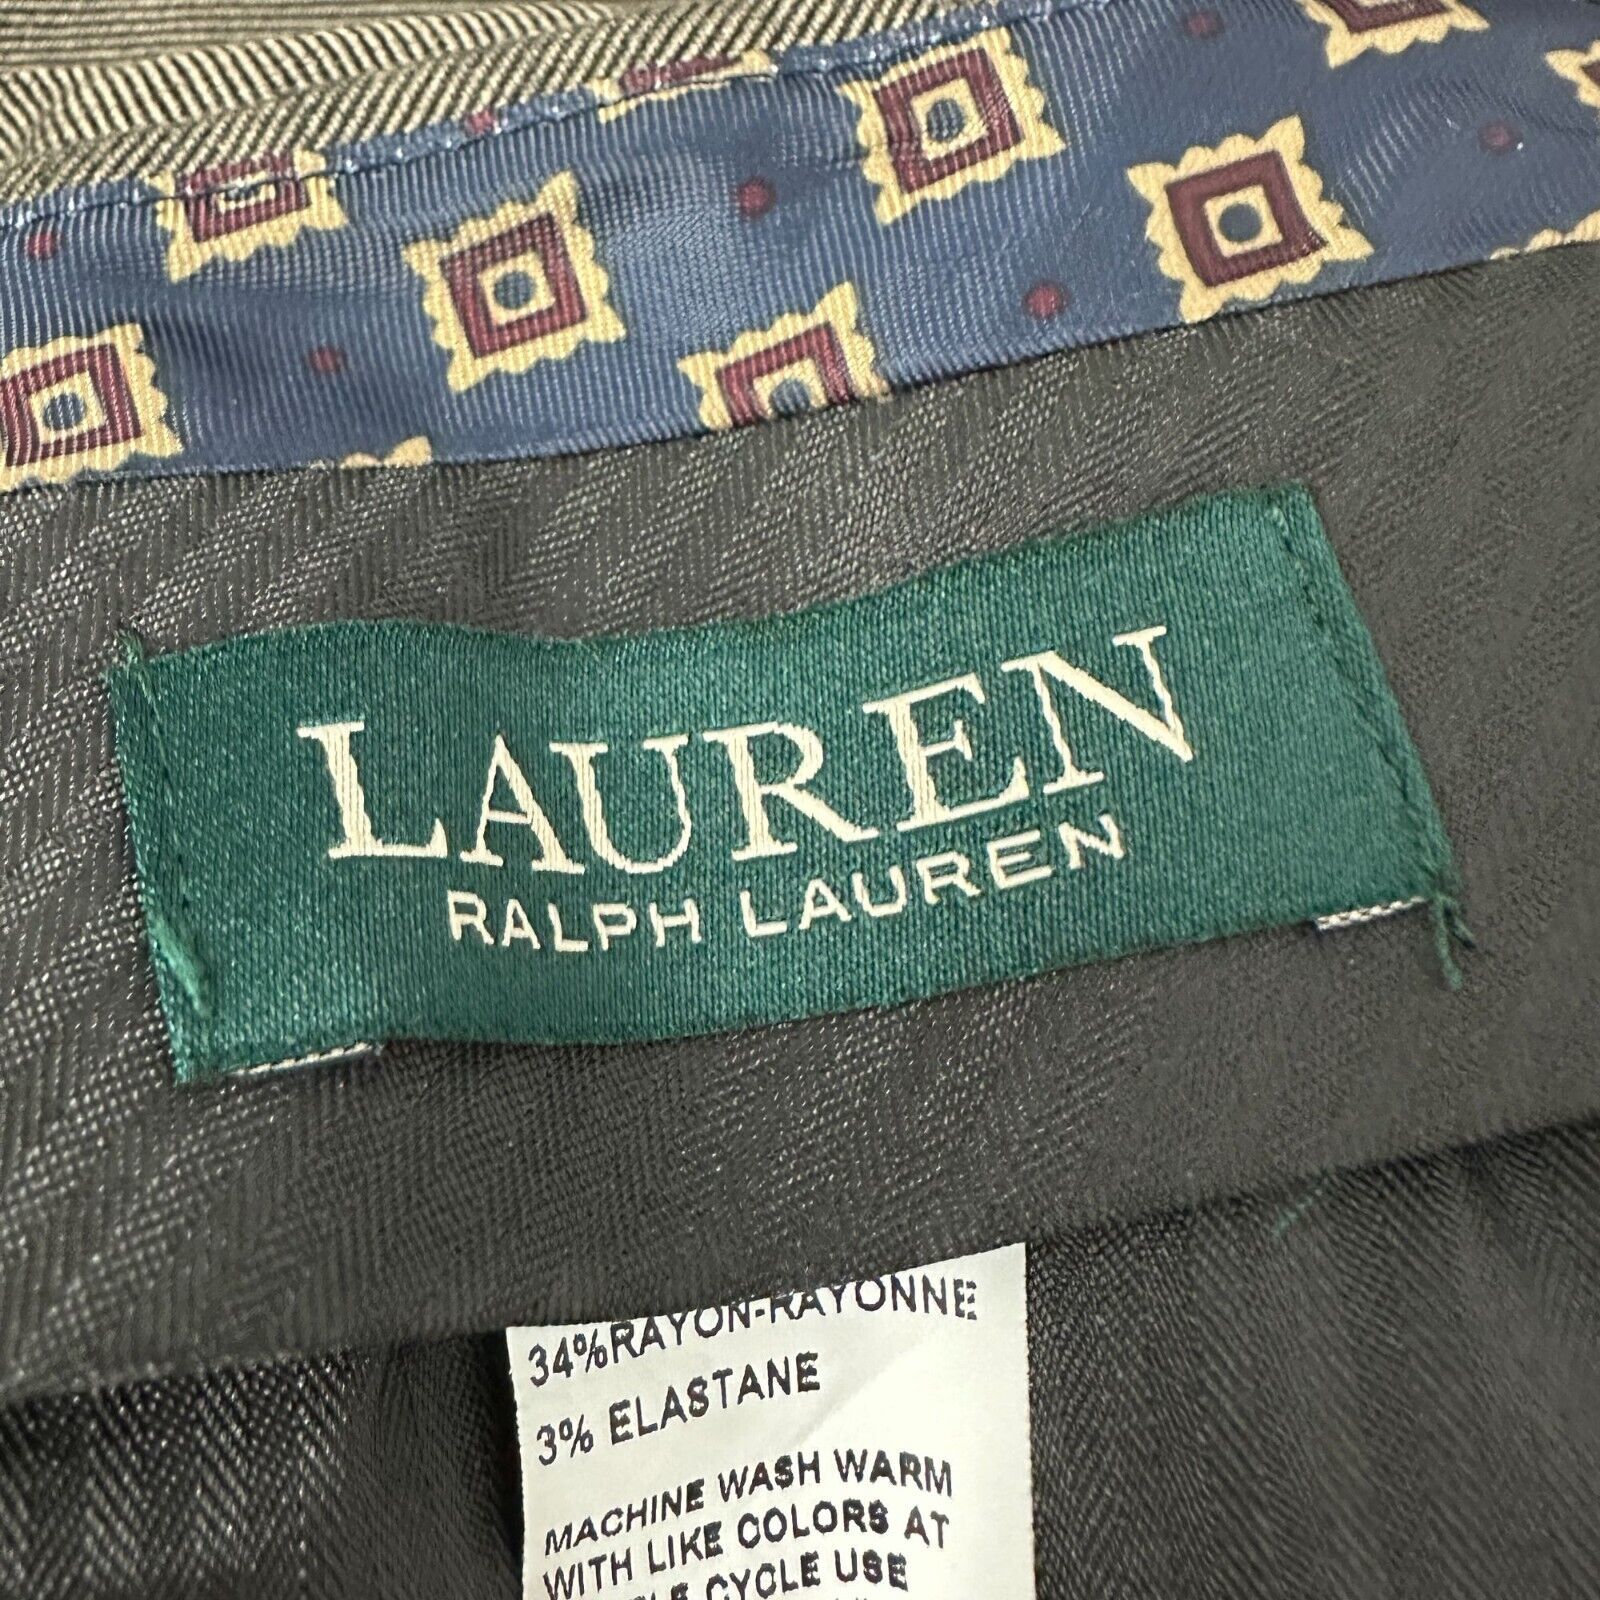 LAUREN
RALPH LAUREN
34%RAYON-RAYONNE
3% ELASTANE
MACHINE WASH WARM
WITH LIKE COLORS AT
CYCLE USE